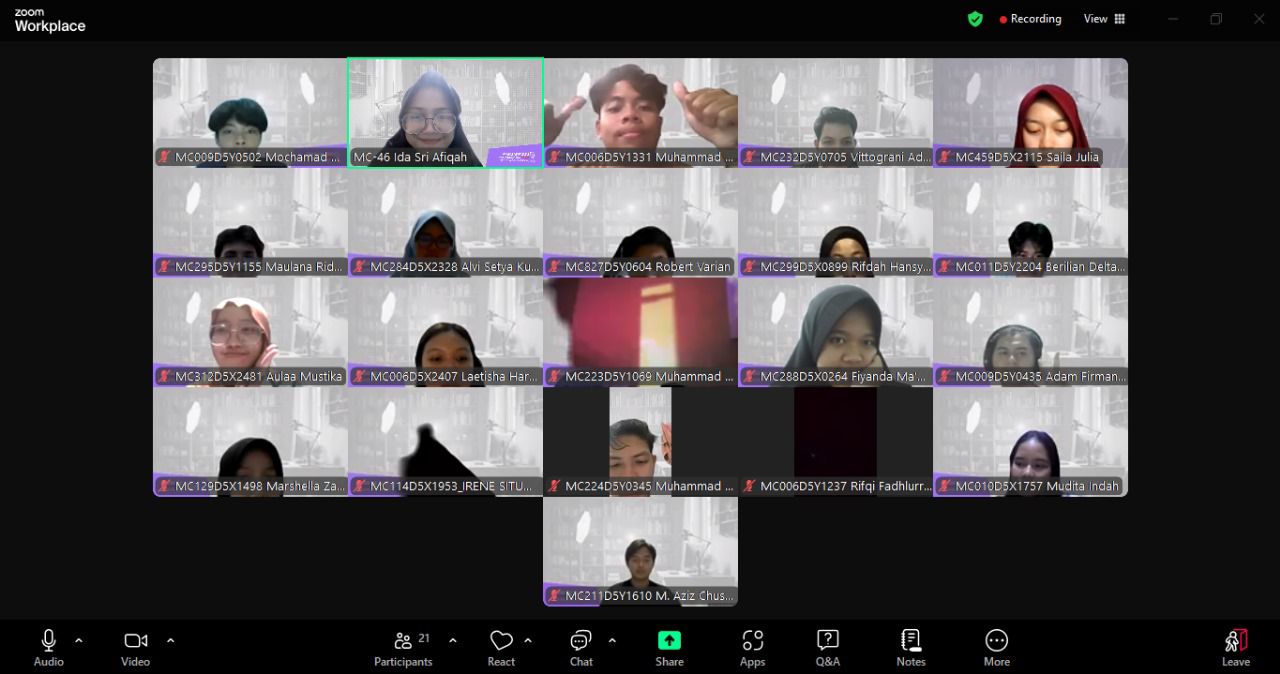 zoom
Workplace
Recording
View
MC009D5Y0502 Mochamad ...
MC-46 Ida Sri Afiqah
MC006D5Y1331 Muhammad ...
MC232D5Y0705 Vittograni Ad...
MC459D5X2115 Saila Julia
MC295D5Y1155 Maulana Rid...
MC284D5X2328 Alvi Setya Ku...
MC827D5Y0604 Robert Varian
MC299D5X0899 Rifdah Hansy...
MC011D5Y2204 Berilian Delta...
MC312D5X2481 Aulaa Mustika
MC006D5X2407 Laetisha Har...
MC223D5Y1069 Muhammad ...
MC288D5X0264 Fiyanda Ma'...
MC009D5Y0435 Adam Firman...
MC129D5X1498 Marshella Za...
MC114D5X1953_IRENE SITU...
MC224D5Y0345 Muhammad ...
MC006D5Y1237 Rifqi Fadhlurr...
MC010D5X1757 Mudita Indah
MC211D5Y1610 M. Aziz Chus...
Audio
Video
21
Participants
React
Chat
Share
Apps
Q&A
Notes
More
Leave